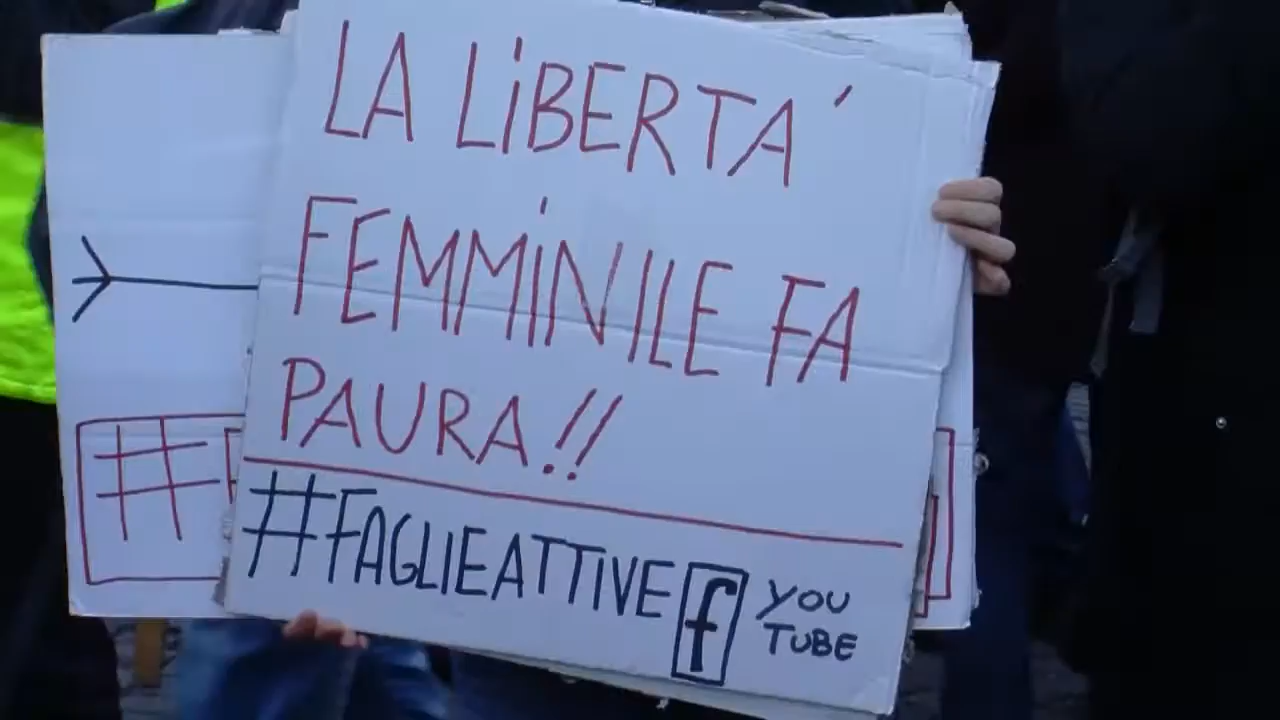 LA LiBERTA'
FEMMiNILE FA
PAURA!!
#FAGLIEATTIVE f YOU
TUBE
#